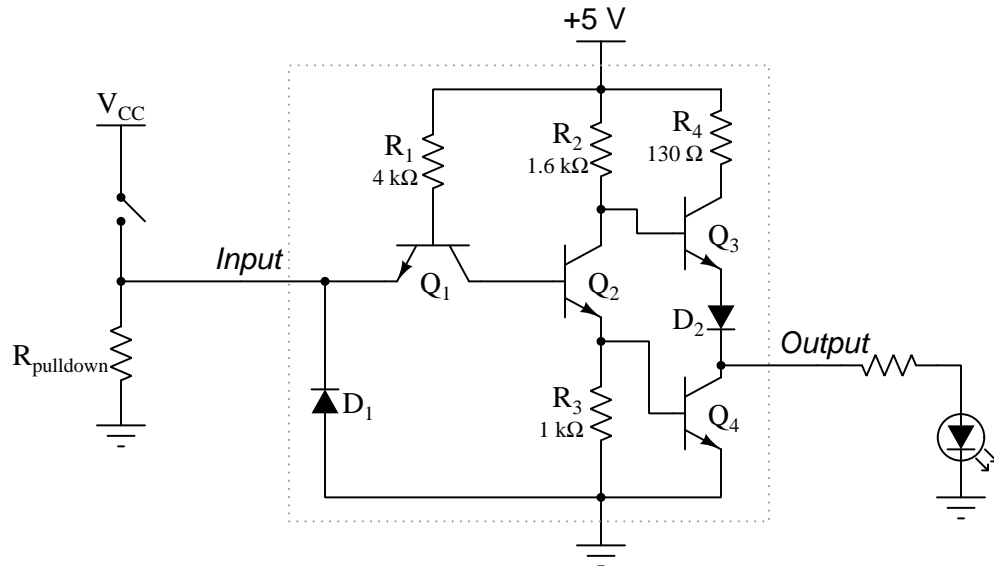 +5 V
V_CC
R_1
4 kΩ
R_2
1.6 kΩ
R_4
130 Ω
Input
Q_1
Q_2
Q_3
D_2
Output
R_pulldown
D_1
R_3
1 kΩ
Q_4